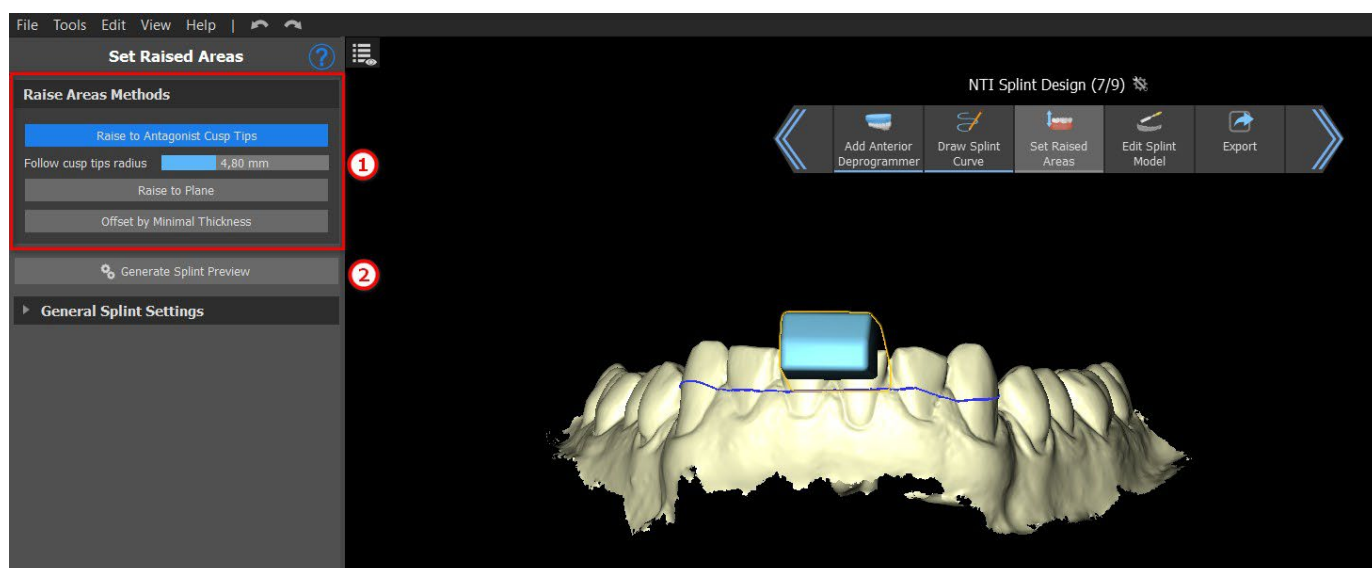 File Tools Edit View Help |
Set Raised Areas ?
Raise Areas Methods
Raise to Antagonist Cusp Tips
Follow cusp tips radius 4,80 mm
1
Raise to Plane
Offset by Minimal Thickness
Generate Splint Preview
2
General Splint Settings
NTI Splint Design (7/9)
Add Anterior
Deprogrammer
Draw Splint
Curve
Set Raised
Areas
Edit Splint
Model
Export